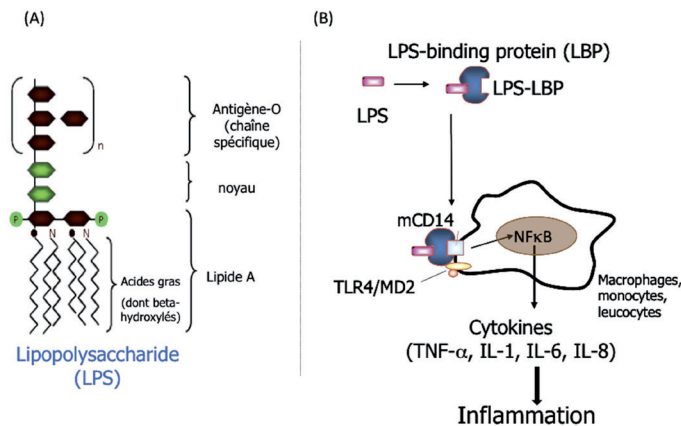 (A)
Antigène-O
(chaîne
spécifique)
n
noyau
P
P
N
N
Lipide A
Acides gras
(dont beta-
hydroxylés)
Lipopolysaccharide
(LPS)
(B)
LPS-binding protein (LBP)
LPS-LBP
LPS
mCD14
NFκB
TLR4/MD2
Macrophages,
monocytes,
leucocytes
Cytokines
(TNF-α, IL-1, IL-6, IL-8)
Inflammation